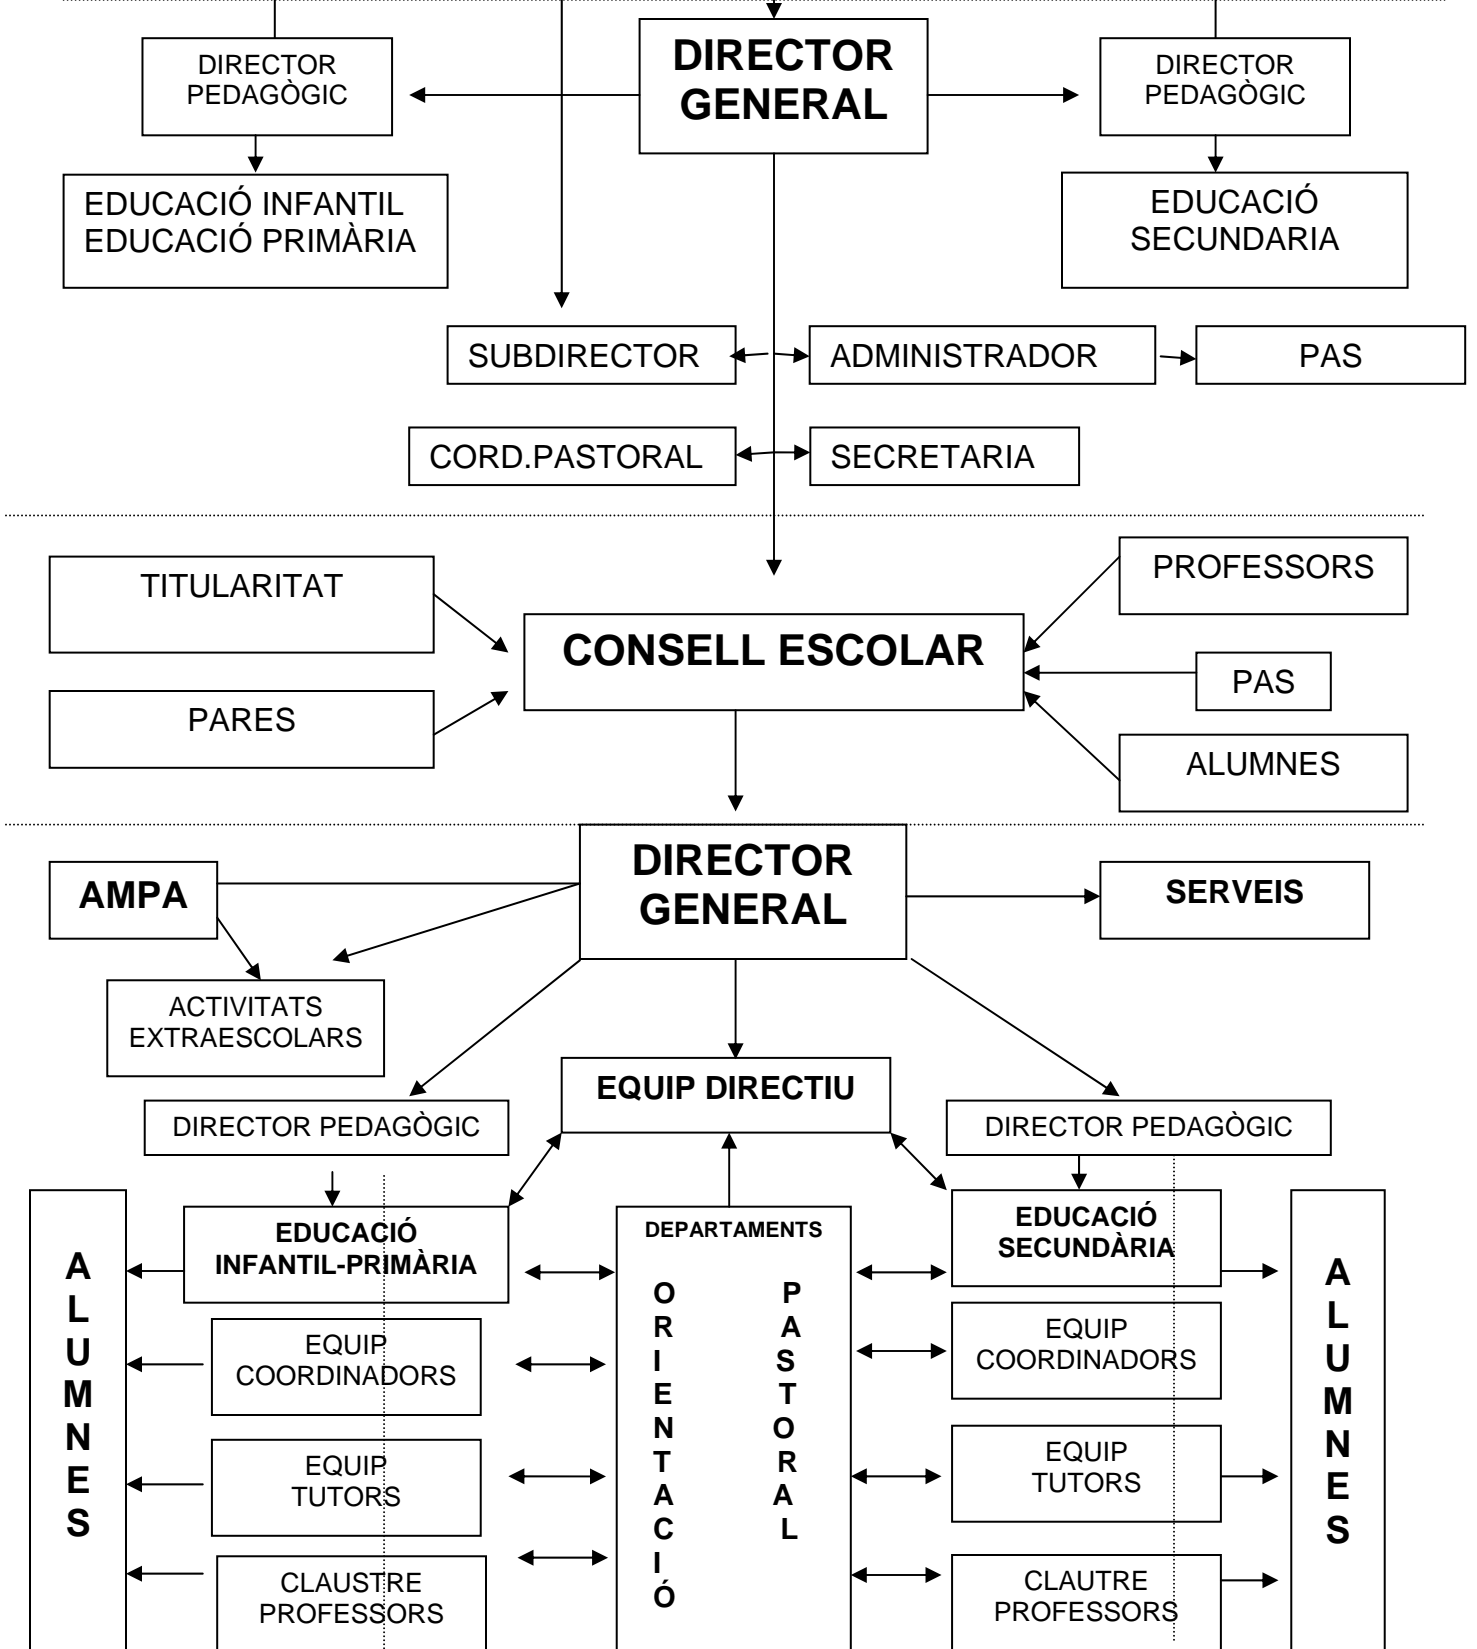 DIRECTOR
PEDAGÒGIC
DIRECTOR
GENERAL
DIRECTOR
PEDAGÒGIC
EDUCACIÓ INFANTIL
EDUCACIÓ PRIMÀRIA
EDUCACIÓ
SECUNDARIA
SUBDIRECTOR
ADMINISTRADOR
PAS
CORD.PASTORAL
SECRETARIA
TITULARITAT
PROFESSORS
CONSELL ESCOLAR
PAS
PARES
ALUMNES
AMPA
DIRECTOR
GENERAL
SERVEIS
ACTIVITATS
EXTRAESCOLARS
EQUIP DIRECTIU
DIRECTOR PEDAGÒGIC
DIRECTOR PEDAGÒGIC
ALUMNES
EDUCACIÓ
INFANTIL-PRIMÀRIA
EQUIP
COORDINADORS
EQUIP
TUTORS
CLAUSTRE
PROFESSORS
DEPARTAMENTS
ORIENTACIÓ
PASTORAL
EDUCACIÓ
SECUNDÀRIA
EQUIP
COORDINADORS
EQUIP
TUTORS
CLAUTRE
PROFESSORS
ALUMNES